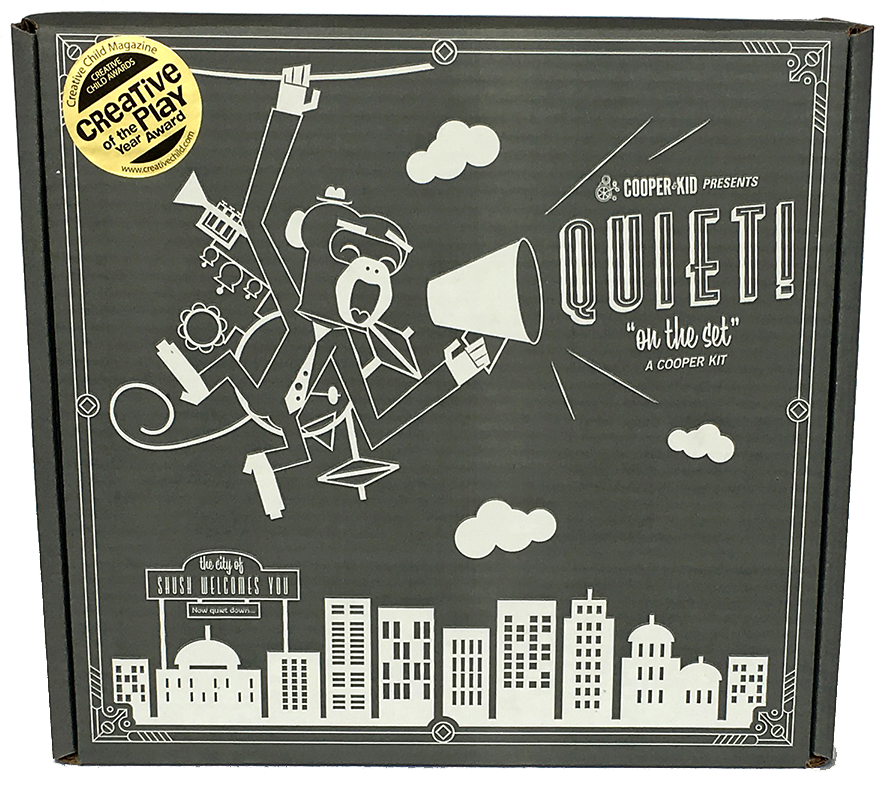 Creative Child Magazine
CREATIVE
CHILD AWARDS
CReaTive
of the PLAY
Year Award
www.creativechild.com
COOPER&KID PRESENTS
QUIET!
"on the set"
A COOPER KIT
the city of
SHUSH WELCOMES YOU
Now quiet down...